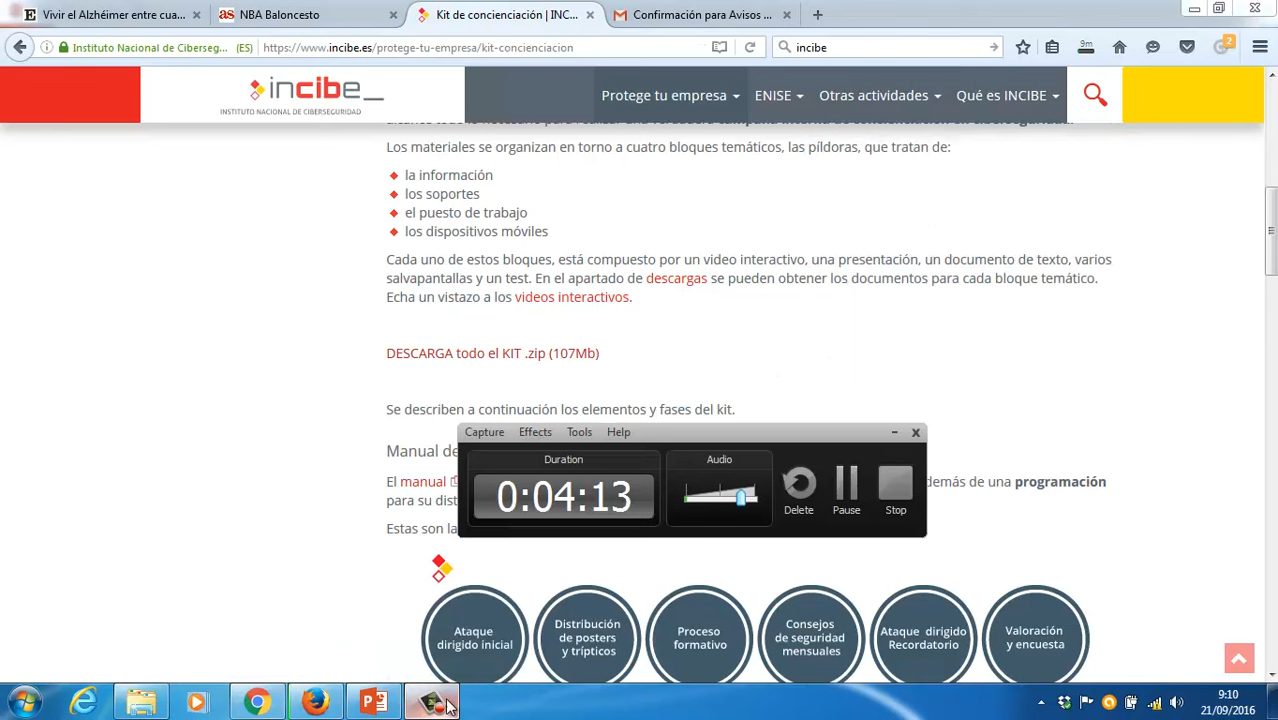 Vivir el Alzhéimer entre cua...
NBA Baloncesto
Kit de concienciación | INC...
Confirmación para Avisos ...
Instituto Nacional de Ciberseg... (ES)
https://www.incibe.es/protege-tu-empresa/kit-concienciacion
incibe
9m
2
incibe_
INSTITUTO NACIONAL DE CIBERSEGURIDAD
Protege tu empresa
ENISE
Otras actividades
Qué es INCIBE
Los materiales se organizan en torno a cuatro bloques temáticos, las píldoras, que tratan de:
la información
los soportes
el puesto de trabajo
los dispositivos móviles
Cada uno de estos bloques, está compuesto por un video interactivo, una presentación, un documento de texto, varios
salvapantallas y un test. En el apartado de descargas se pueden obtener los documentos para cada bloque temático.
Echa un vistazo a los videos interactivos.
DESCARGA todo el KIT .zip (107Mb)
Se describen a continuación los elementos y fases del kit.
Manual de
El manual
demás de una programación
para su dist
Estas son la
Capture Effects Tools Help
Duration
0:04:13
Audio
Delete
Pause
Stop
Ataque
dirigido inicial
Distribución
de posters
y trípticos
Proceso
formativo
Consejos
de seguridad
mensuales
Ataque dirigido
Recordatorio
Valoración
y encuesta
9:10
21/09/2016